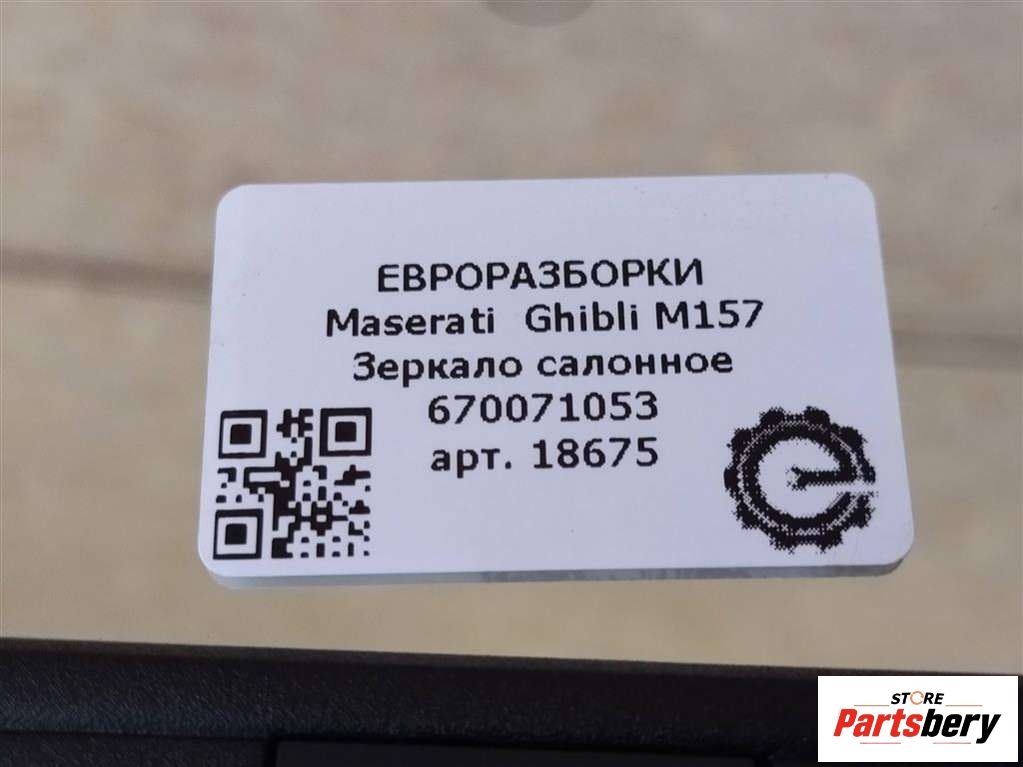 ЕВРОРАЗБОРКИ
Maserati Ghibli M157
Зеркало салонное
670071053
арт. 18675
STORE
Partsbery